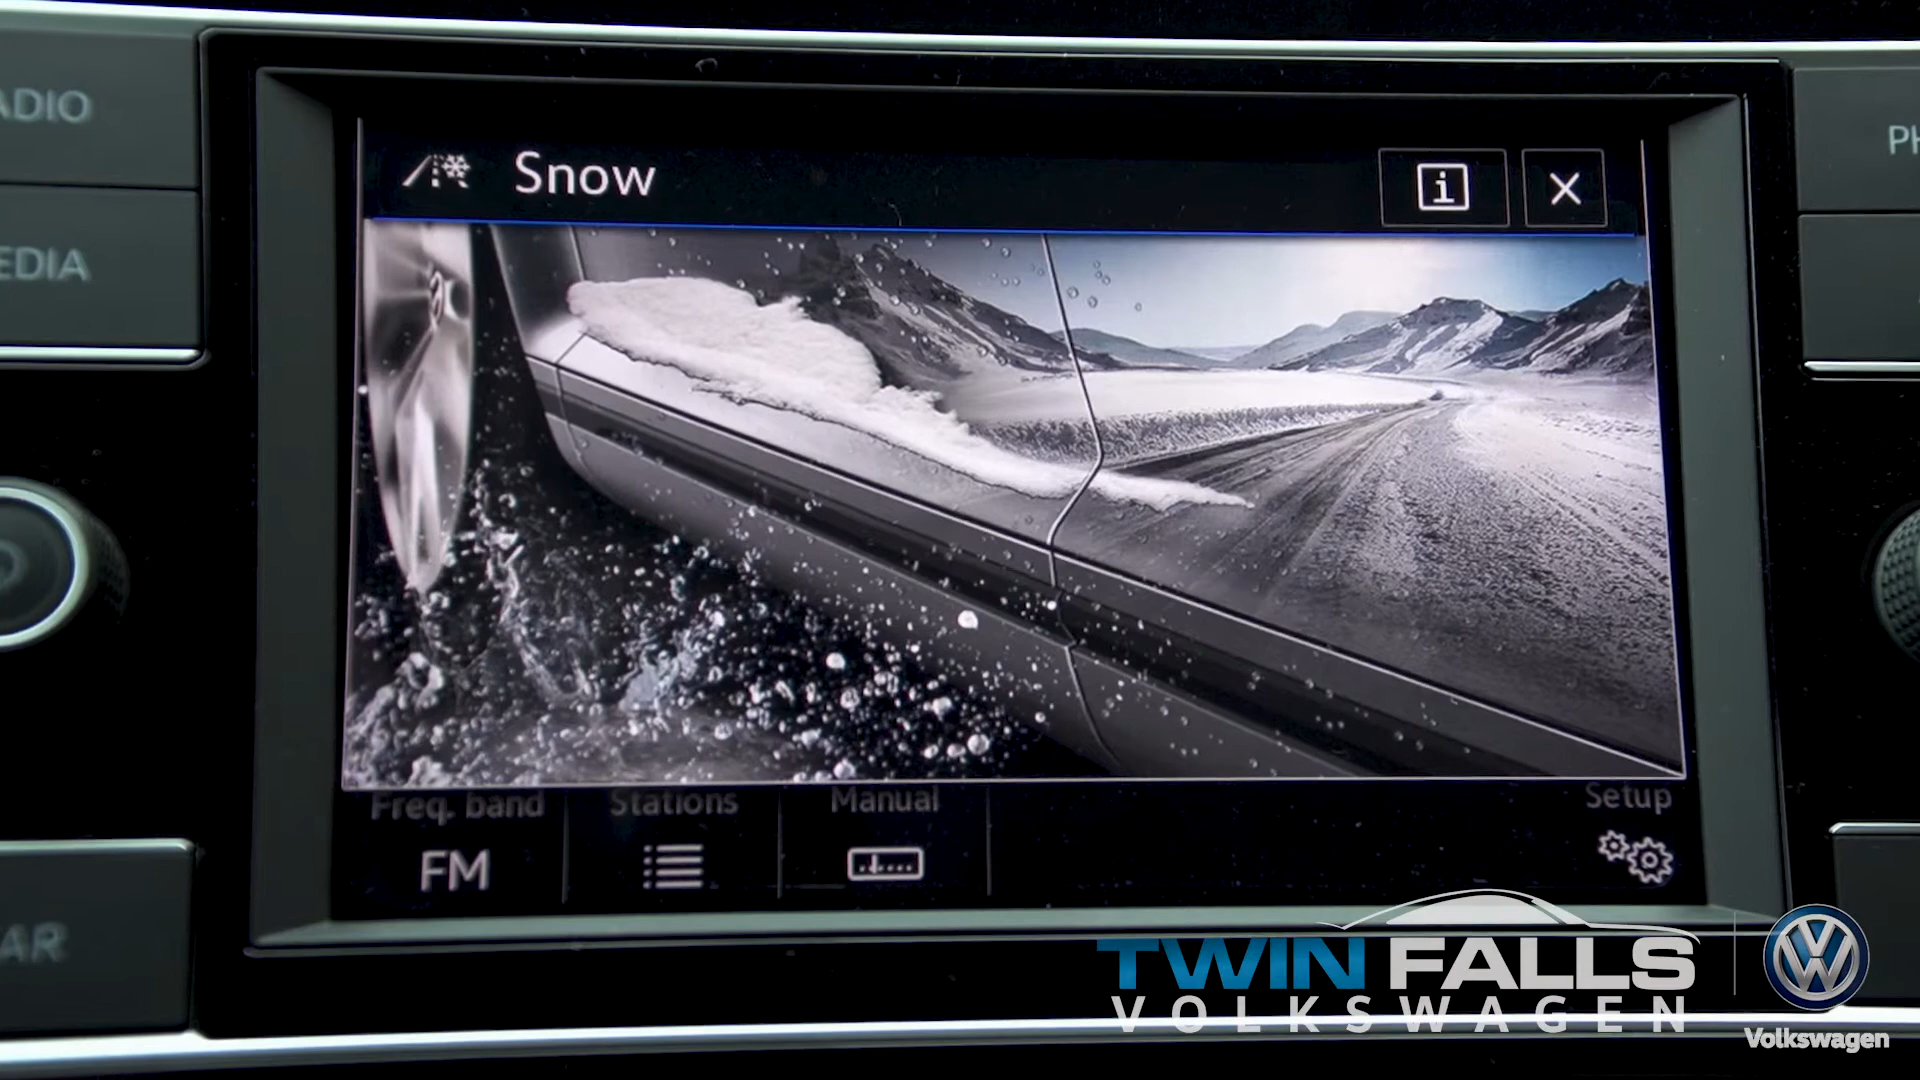 ADIO
Snow
i
PH
EDIA
Freq. band
Stations
Manual
Setup
FM
AR
TWIN FALLS
VOLKSWAGEN
Volkswagen